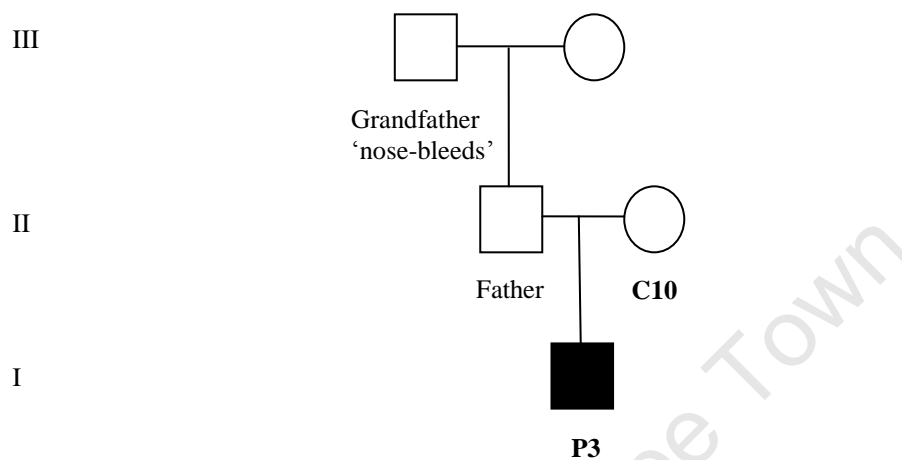 III
Grandfather
‘nose-bleeds’
II
Father
C10
I
P3